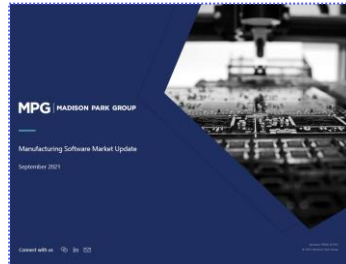 MPG | MADISON PARK GROUP
Manufacturing Software Market Update
September 2021
Connect with us